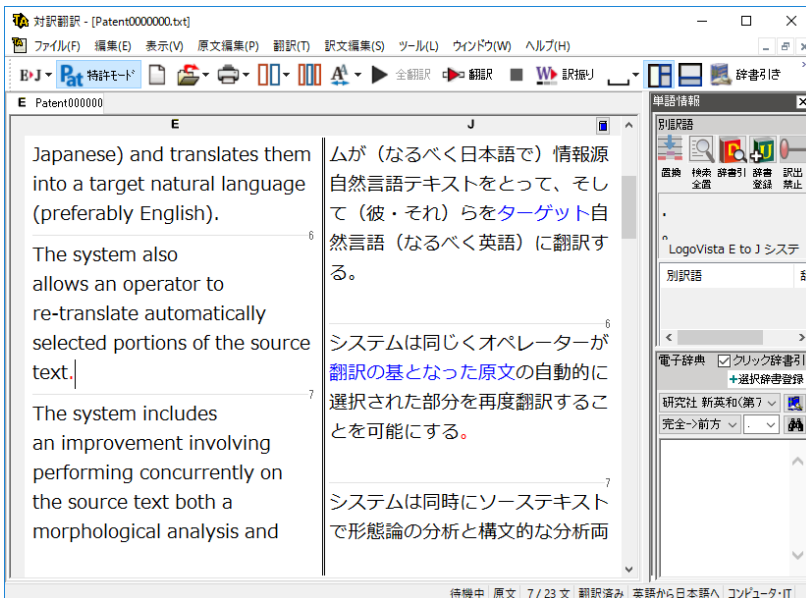 対訳翻訳 - [Patent0000000.txt]
ファイル(F) 編集(E) 表示(V) 原文編集(P) 翻訳(T) 訳文編集(S) ツール(L) ウィンドウ(W) ヘルプ(H)
E▸J Pat 特許モード A 全翻訳 翻訳 W 訳振り 辞書引き
E Patent000000
E
Japanese) and translates them
into a target natural language
(preferably English).
6
The system also
allows an operator to
re-translate automatically
selected portions of the source
text.
7
The system includes
an improvement involving
performing concurrently on
the source text both a
morphological analysis and
J
ムが（なるべく日本語で）情報源
自然言語テキストをとって、そし
て（彼・それ）らをターゲット自
然言語（なるべく英語）に翻訳す
る。
6
システムは同じくオペレーターが
翻訳の基となった原文の自動的に
選択された部分を再度翻訳するこ
とを可能にする。
7
システムは同時にソーステキスト
で形態論の分析と構文的な分析両
単語情報
別訳語
置換 検索 辞書引 辞書 訳出
全置 登録 禁止
.
LogoVista E to J システ
別訳語
電子辞典 クリック辞書引
+選択辞書登録
研究社 新英和(第7
完全->前方 .
待機中 原文 7 / 23 文 翻訳済み 英語から日本語へ コンピュータ・IT